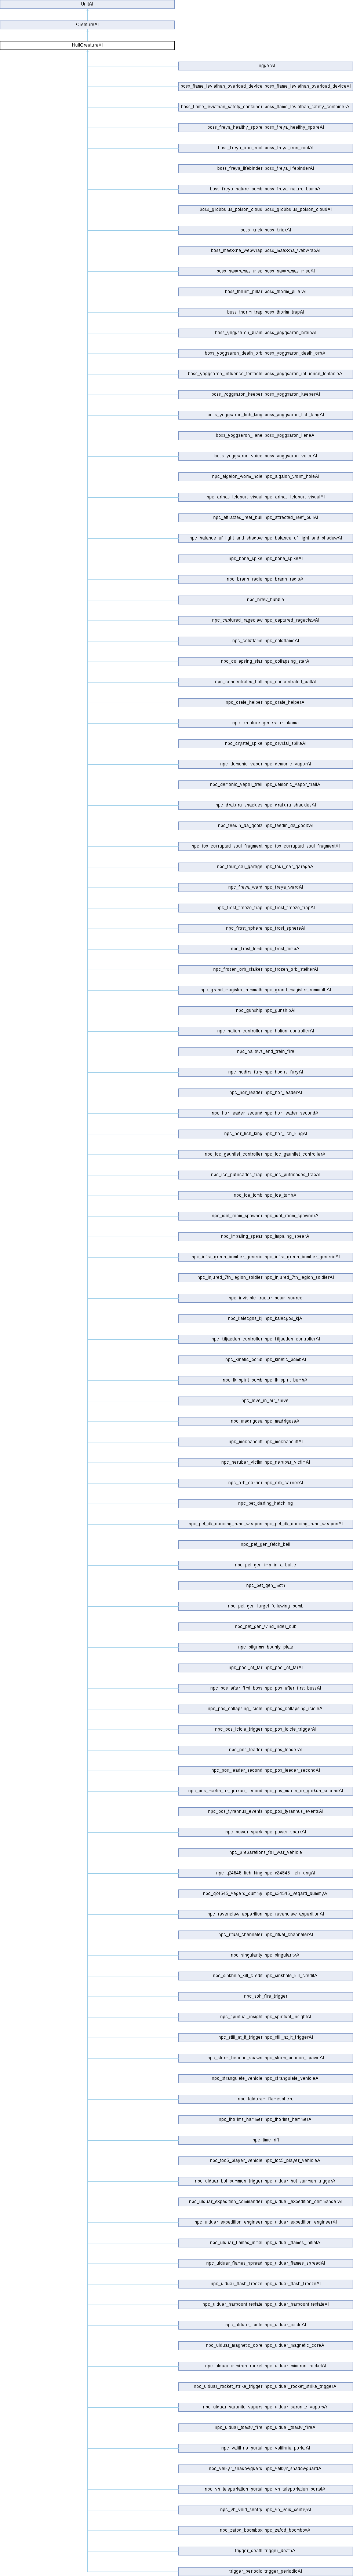 UnitAI
CreatureAI
NullCreatureAI
TriggerAI
boss_flame_leviathan_overload_device::boss_flame_leviathan_overload_deviceAI
boss_flame_leviathan_safety_container::boss_flame_leviathan_safety_containerAI
boss_freya_healthy_spore::boss_freya_healthy_sporeAI
boss_freya_iron_root::boss_freya_iron_rootAI
boss_freya_lifebinder::boss_freya_lifebinderAI
boss_freya_nature_bomb::boss_freya_nature_bombAI
boss_grobbulus_poison_cloud::boss_grobbulus_poison_cloudAI
boss_krick::boss_krickAI
boss_maexxna_webwrap::boss_maexxna_webwrapAI
boss_nawramas_misc::boss_nawramas_miscAI
boss_thorim_pillar::boss_thorim_pillarAI
boss_thorim_trap::boss_thorim_trapAI
boss_yoggsaron_brain::boss_yoggsaron_brainAI
boss_yoggsaron_death_orb::boss_yoggsaron_death_orbAI
boss_yoggsaron_influence_tentacle::boss_yoggsaron_influence_tentacleAI
boss_yoggsaron_keeper::boss_yoggsaron_keeperAI
boss_yoggsaron_lich_king::boss_yoggsaron_lich_kingAI
boss_yoggsaron_llane::boss_yoggsaron_llaneAI
boss_yoggsaron_voice::boss_yoggsaron_voiceAI
npc_algalon_worm_hole::npc_algalon_worm_holeAI
npc_arthas_teleport_visual::npc_arthas_teleport_visualAI
npc_attracted_reef_bull::npc_attracted_reef_bullAI
npc_balance_of_light_and_shadow::npc_balance_of_light_and_shadowAI
npc_bone_spike::npc_bone_spikeAI
npc_brann_radio::npc_brann_radioAI
npc_brew_bubble
npc_captured_rageclaw::npc_captured_rageclawAI
npc_coldflame::npc_coldflameAI
npc_collapsing_star::npc_collapsing_starAI
npc_concentrated_ball::npc_concentrated_ballAI
npc_crate_helper::npc_crate_helperAI
npc_creature_generator_akama
npc_crystal_spike::npc_crystal_spikeAI
npc_demonic_vapor::npc_demonic_vaporAI
npc_demonic_vapor_trail::npc_demonic_vapor_trailAI
npc_drakuru_shackles::npc_drakuru_shacklesAI
npc_feedin_da_goolz::npc_feedin_da_goolzAI
npc_fos_corrupted_soul_fragment::npc_fos_corrupted_soul_fragmentAI
npc_four_car_garage::npc_four_car_garageAI
npc_freya_ward::npc_freya_wardAI
npc_frost_freeze_trap::npc_frost_freeze_trapAI
npc_frost_sphere::npc_frost_sphereAI
npc_frost_tomb::npc_frost_tombAI
npc_frozen_orb_stalker::npc_frozen_orb_stalkerAI
npc_grand_magister_rommath::npc_grand_magister_rommathAI
npc_gunship::npc_gunshipAI
npc_halion_controller::npc_halion_controllerAI
npc_hallows_end_train_fire
npc_hodirs_fury::npc_hodirs_furyAI
npc_hor_leader::npc_hor_leaderAI
npc_hor_leader_second::npc_hor_leader_secondAI
npc_hor_lich_king::npc_hor_lich_kingAI
npc_icc_gauntlet_controller::npc_icc_gauntlet_controllerAI
npc_icc_putricades_trap::npc_icc_putricades_trapAI
npc_ice_tomb::npc_ice_tombAI
npc_idol_room_spawner::npc_idol_room_spawnerAI
npc_impaling_spear::npc_impaling_spearAI
npc_infra_green_bomber_generic::npc_infra_green_bomber_genericAI
npc_injured_7th_legion_soldier::npc_injured_7th_legion_soldierAI
npc_invisible_tractor_beam_source
npc_kalecgos_kj::npc_kalecgos_kjAI
npc_kiljaeden_controller::npc_kiljaeden_controllerAI
npc_kinetic_bomb::npc_kinetic_bombAI
npc_lk_spirit_bomb::npc_lk_spirit_bombAI
npc_love_in_air_snivel
npc_madrigosa::npc_madrigosaAI
npc_mechanolift::npc_mechanoliftAI
npc_nerubar_victim::npc_nerubar_victimAI
npc_orb_carrier::npc_orb_carrierAI
npc_pet_darting_hatchling
npc_pet_dk_dancing_rune_weapon::npc_pet_dk_dancing_rune_weaponAI
npc_pet_gen_fetch_ball
npc_pet_gen_imp_in_a_bottle
npc_pet_gen_moth
npc_pet_gen_target_following_bomb
npc_pet_gen_wind_rider_cub
npc_pilgrims_bounty_plate
npc_pool_of_tar::npc_pool_of_tarAI
npc_pos_after_first_boss::npc_pos_after_first_bossAI
npc_pos_collapsing_icicle::npc_pos_collapsing_icicleAI
npc_pos_icicle_trigger::npc_pos_icicle_triggerAI
npc_pos_leader::npc_pos_leaderAI
npc_pos_leader_second::npc_pos_leader_secondAI
npc_pos_martin_or_gorkun_second::npc_pos_martin_or_gorkun_secondAI
npc_pos_tyrannus_events::npc_pos_tyrannus_eventsAI
npc_power_spark::npc_power_sparkAI
npc_preparations_for_war_vehicle
npc_q24545_lich_king::npc_q24545_lich_kingAI
npc_q24545_vegard_dummy::npc_q24545_vegard_dummyAI
npc_ravenclaw_apparition::npc_ravenclaw_apparitionAI
npc_ritual_channeler::npc_ritual_channelerAI
npc_singularity::npc_singularityAI
npc_sinkhole_kill_credit::npc_sinkhole_kill_creditAI
npc_soh_fire_trigger
npc_spiritual_insight::npc_spiritual_insightAI
npc_still_at_it_trigger::npc_still_at_it_triggerAI
npc_storm_beacon_spawn::npc_storm_beacon_spawnAI
npc_strangulate_vehicle::npc_strangulate_vehicleAI
npc_taldaram_flamesphere
npc_thorims_hammer::npc_thorims_hammerAI
npc_time_rift
npc_toc5_player_vehicle::npc_toc5_player_vehicleAI
npc_ulduar_bot_summon_trigger::npc_ulduar_bot_summon_triggerAI
npc_ulduar_expedition_commander::npc_ulduar_expedition_commanderAI
npc_ulduar_expedition_engineer::npc_ulduar_expedition_engineerAI
npc_ulduar_flames_initial::npc_ulduar_flames_initialAI
npc_ulduar_flames_spread::npc_ulduar_flames_spreadAI
npc_ulduar_flash_freeze::npc_ulduar_flash_freezeAI
npc_ulduar_harpoonfirestate::npc_ulduar_harpoonfirestateAI
npc_ulduar_icicle::npc_ulduar_icicleAI
npc_ulduar_magnetic_core::npc_ulduar_magnetic_coreAI
npc_ulduar_mimiron_rocket::npc_ulduar_mimiron_rocketAI
npc_ulduar_rocket_strike_trigger::npc_ulduar_rocket_strike_triggerAI
npc_ulduar_saronite_vapors::npc_ulduar_saronite_vaporsAI
npc_ulduar_toasty_fire::npc_ulduar_toasty_fireAI
npc_valithria_portal::npc_valithria_portalAI
npc_valkyr_shadowguard::npc_valkyr_shadowguardAI
npc_vh_teleportation_portal::npc_vh_teleportation_portalAI
npc_vh_void_sentry::npc_vh_void_sentryAI
npc_zafod_boombox::npc_zafod_boomboxAI
trigger_death::trigger_deathAI
trigger_periodic::trigger_periodicAI